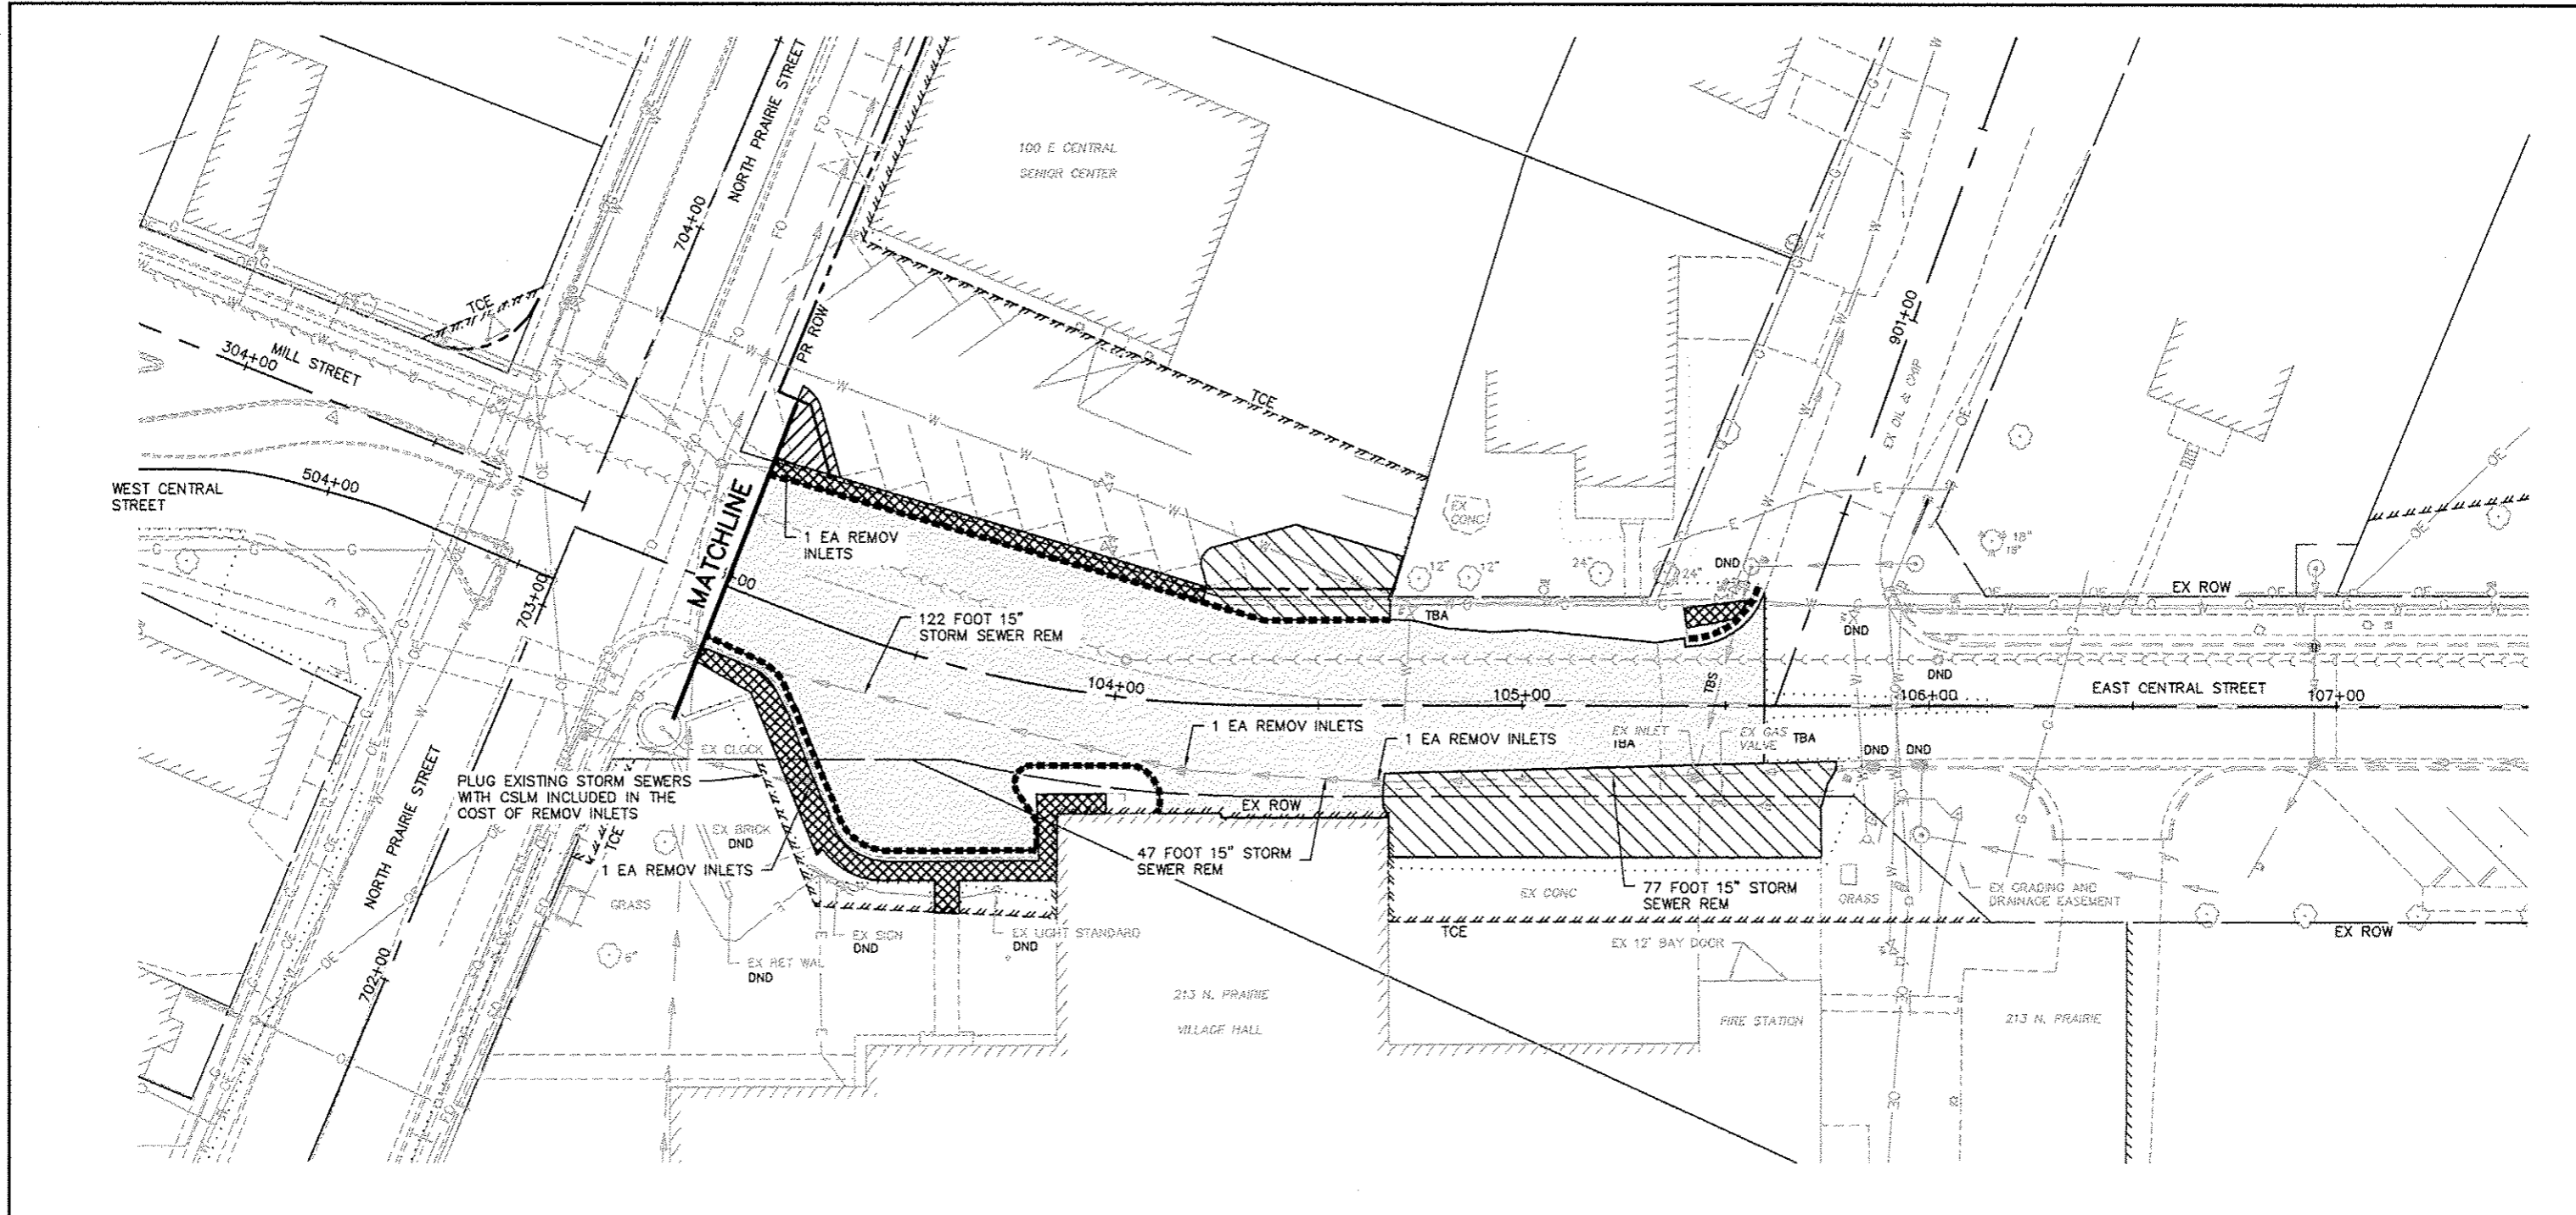 NORTH PRAIRIE STREET
704+00
100 E CENTRAL
SENIOR CENTER
TCE
MILL STREET
304+00
PR ROW
TCE
901+00
EX OIL & CHIP
WEST CENTRAL
STREET
504+00
MATCHLINE
1 EA REMOV
INLETS
EX
CONC
12"
12"
24"
24"
DND
18"
18"
703+00
122 FOOT 15"
STORM SEWER REM
TBA
EX ROW
DND
DND
TBS
104+00
105+00
106+00
EAST CENTRAL STREET
107+00
1 EA REMOV INLETS
1 EA REMOV INLETS
EX INLET
TBA
EX GAS
VALVE
TBA
DND
DND
EX CLOCK
PLUG EXISTING STORM SEWERS
WITH CSLM INCLUDED IN THE
COST OF REMOV INLETS
EX ROW
NORTH PRAIRIE STREET
TCE
EX BRICK
DND
1 EA REMOV INLETS
47 FOOT 15" STORM
SEWER REM
77 FOOT 15" STORM
SEWER REM
EX CONC
GRASS
EX GRADING AND
DRAINAGE EASEMENT
GRASS
EX SIGN
DND
EX LIGHT STANDARD
DND
TCE
EX 12' BAY DOOR
EX ROW
6"
EX RET WAL
DND
702+00
213 N. PRAIRIE
VILLAGE HALL
FIRE STATION
213 N. PRAIRIE